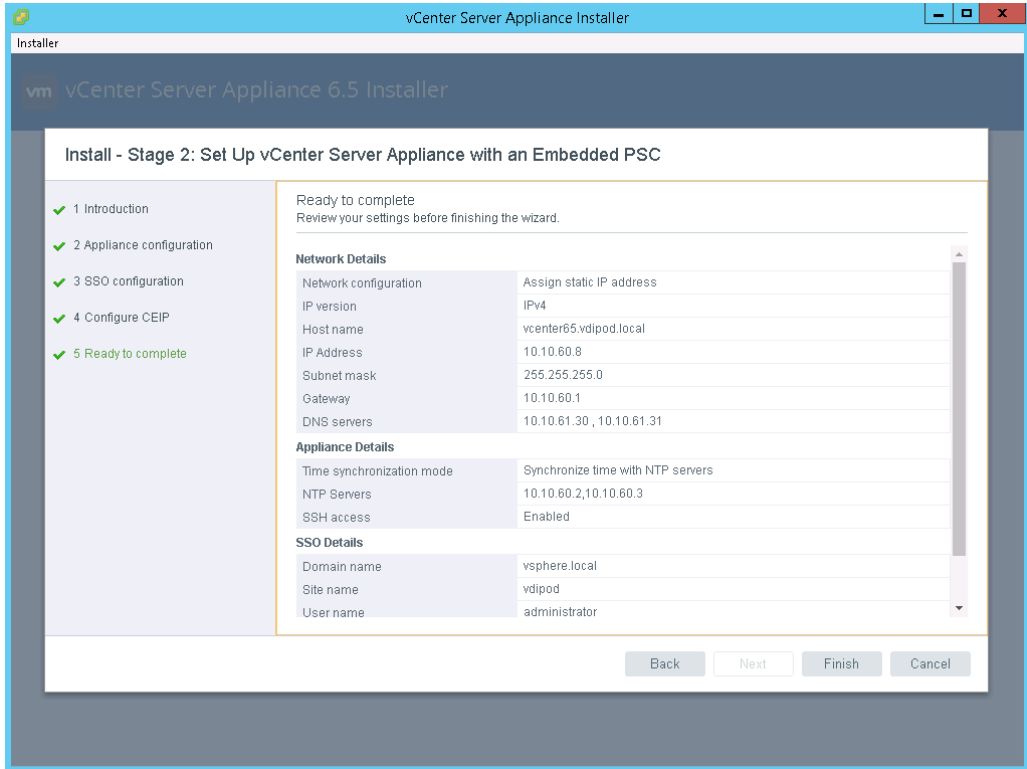 vCenter Server Appliance Installer
x
Installer
vm vCenter Server Appliance 6.5 Installer
Install - Stage 2: Set Up vCenter Server Appliance with an Embedded PSC
1 Introduction
2 Appliance configuration
3 SSO configuration
4 Configure CEIP
5 Ready to complete
Ready to complete
Review your settings before finishing the wizard.
Network Details
Network configuration Assign static IP address
IP version IPv4
Host name vcenter65.vdipod.local
IP Address 10.10.60.8
Subnet mask 255.255.255.0
Gateway 10.10.60.1
DNS servers 10.10.61.30 , 10.10.61.31
Appliance Details
Time synchronization mode Synchronize time with NTP servers
NTP Servers 10.10.60.2,10.10.60.3
SSH access Enabled
SSO Details
Domain name vsphere.local
Site name vdipod
User name administrator
Back Next Finish Cancel